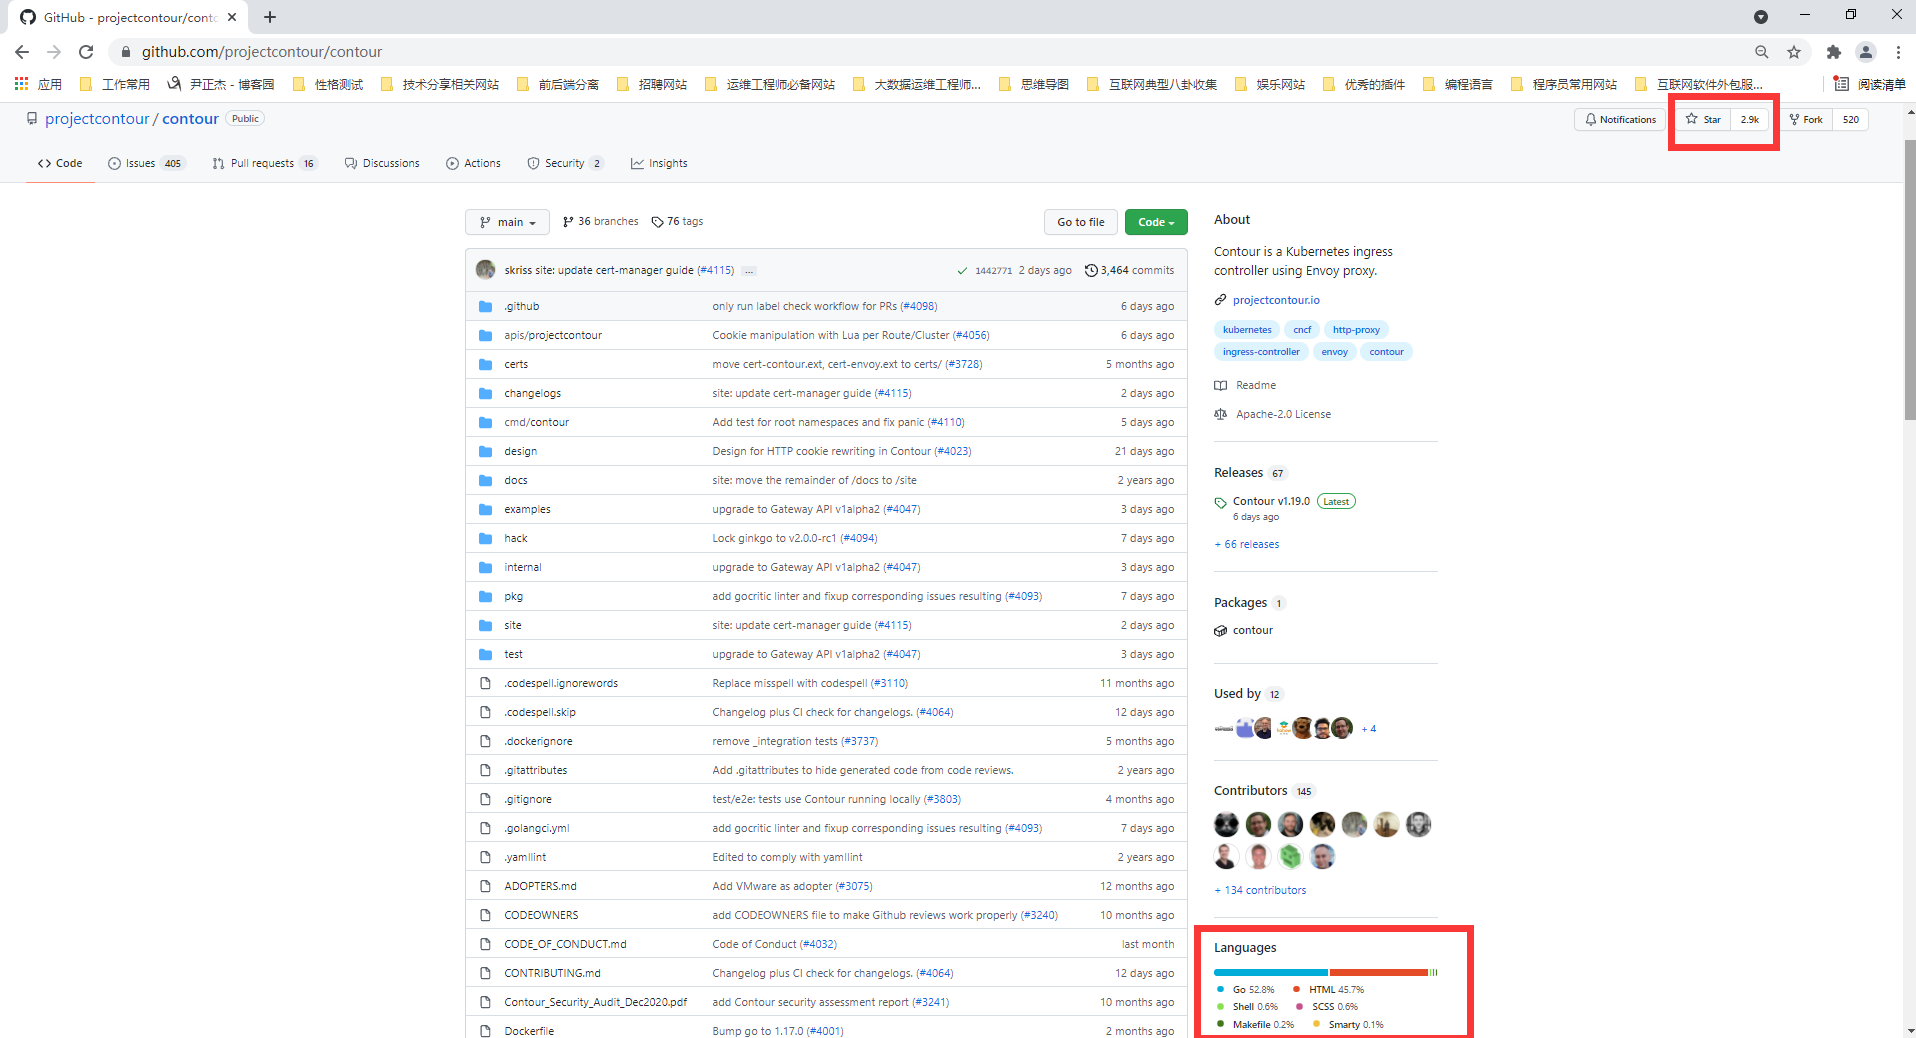 GitHub - projectcontour/conto
github.com/projectcontour/contour
应用 工作常用 尹正杰 - 博客园 性格测试 技术分享相关网站 前后端分离 招聘网站 运维工程师必备网站 大数据运维工程师... 思维导图 互联网典型八卦收集 娱乐网站 优秀的插件 编程语言 程序员常用网站 互联网软件外包服... 阅读清单
projectcontour / contour Public
Notifications Star 2.9k Fork 520
Code Issues 405 Pull requests 16 Discussions Actions Security 2 Insights
main 36 branches 76 tags Go to file Code
skriss site: update cert-manager guide (#4115) ... 1442771 2 days ago 3,464 commits
.github only run label check workflow for PRs (#4098) 6 days ago
apis/projectcontour Cookie manipulation with Lua per Route/Cluster (#4056) 6 days ago
certs move cert-contour.ext, cert-envoy.ext to certs/ (#3728) 5 months ago
changelogs site: update cert-manager guide (#4115) 2 days ago
cmd/contour Add test for root namespaces and fix panic (#4110) 5 days ago
design Design for HTTP cookie rewriting in Contour (#4023) 21 days ago
docs site: move the remainder of /docs to /site 2 years ago
examples upgrade to Gateway API v1alpha2 (#4047) 3 days ago
hack Lock ginkgo to v2.0.0-rc1 (#4094) 7 days ago
internal upgrade to Gateway API v1alpha2 (#4047) 3 days ago
pkg add gocritic linter and fixup corresponding issues resulting (#4093) 7 days ago
site site: update cert-manager guide (#4115) 2 days ago
test upgrade to Gateway API v1alpha2 (#4047) 3 days ago
.codespell.ignorewords Replace misspell with codespell (#3110) 11 months ago
.codespell.skip Changelog plus CI check for changelogs. (#4064) 12 days ago
.dockerignore remove _integration tests (#3737) 5 months ago
.gitattributes Add .gitattributes to hide generated code from code reviews. 2 years ago
.gitignore test/e2e: tests use Contour running locally (#3803) 4 months ago
.golangci.yml add gocritic linter and fixup corresponding issues resulting (#4093) 7 days ago
.yamllint Edited to comply with yamllint 2 years ago
ADOPTERS.md Add VMware as adopter (#3075) 12 months ago
CODEOWNERS add CODEOWNERS file to make Github reviews work properly (#3240) 10 months ago
CODE_OF_CONDUCT.md Code of Conduct (#4032) last month
CONTRIBUTING.md Changelog plus CI check for changelogs. (#4064) 12 days ago
Contour_Security_Audit_Dec2020.pdf add Contour security assessment report (#3241) 10 months ago
Dockerfile Bump go to 1.17.0 (#4001) 2 months ago
About
Contour is a Kubernetes ingress
controller using Envoy proxy.
projectcontour.io
kubernetes cncf http-proxy
ingress-controller envoy contour
Readme
Apache-2.0 License
Releases 67
Contour v1.19.0 Latest
6 days ago
+ 66 releases
Packages 1
contour
Used by 12
+ 4
Contributors 145
+ 134 contributors
Languages
Go 52.8% HTML 45.7%
Shell 0.6% SCSS 0.6%
Makefile 0.2% Smarty 0.1%